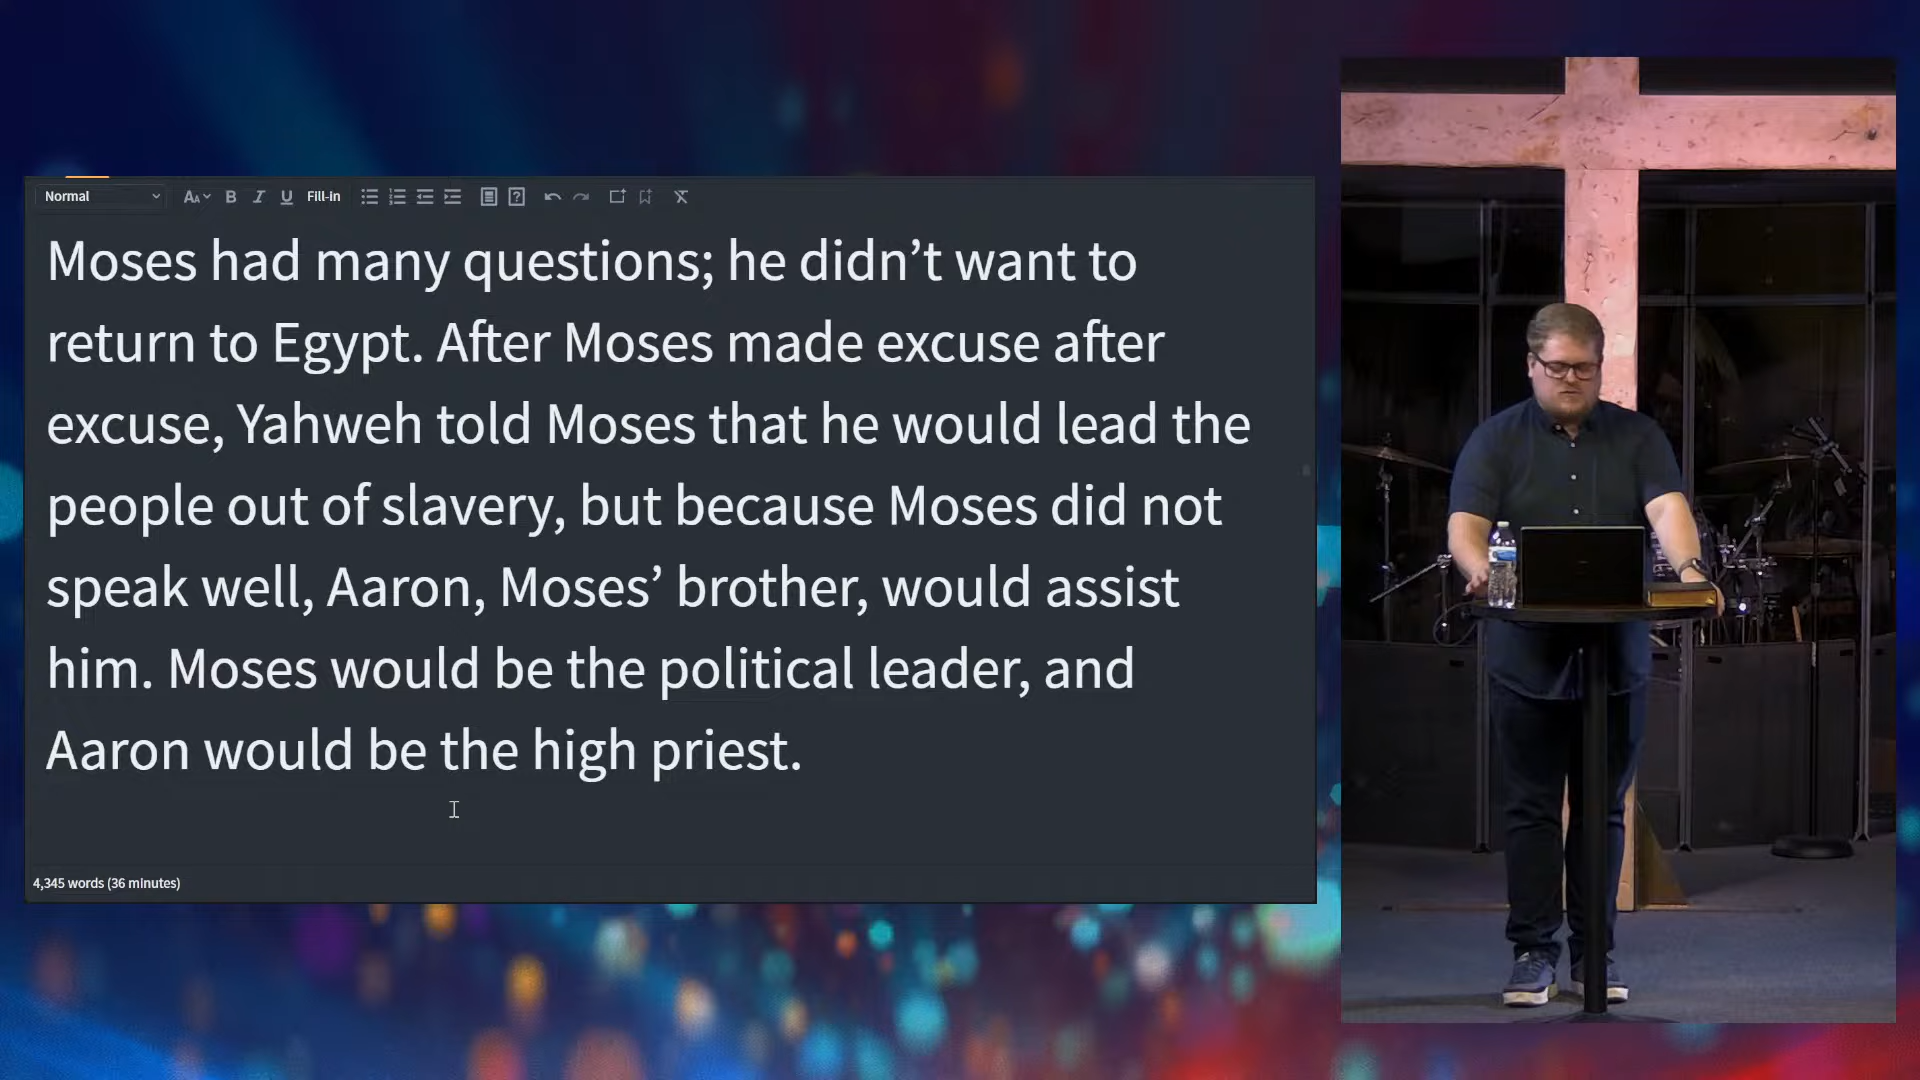 Normal
Fill-in
Moses had many questions; he didn’t want to
return to Egypt. After Moses made excuse after
excuse, Yahweh told Moses that he would lead the
people out of slavery, but because Moses did not
speak well, Aaron, Moses’ brother, would assist
him. Moses would be the political leader, and
Aaron would be the high priest.
4,345 words (36 minutes)